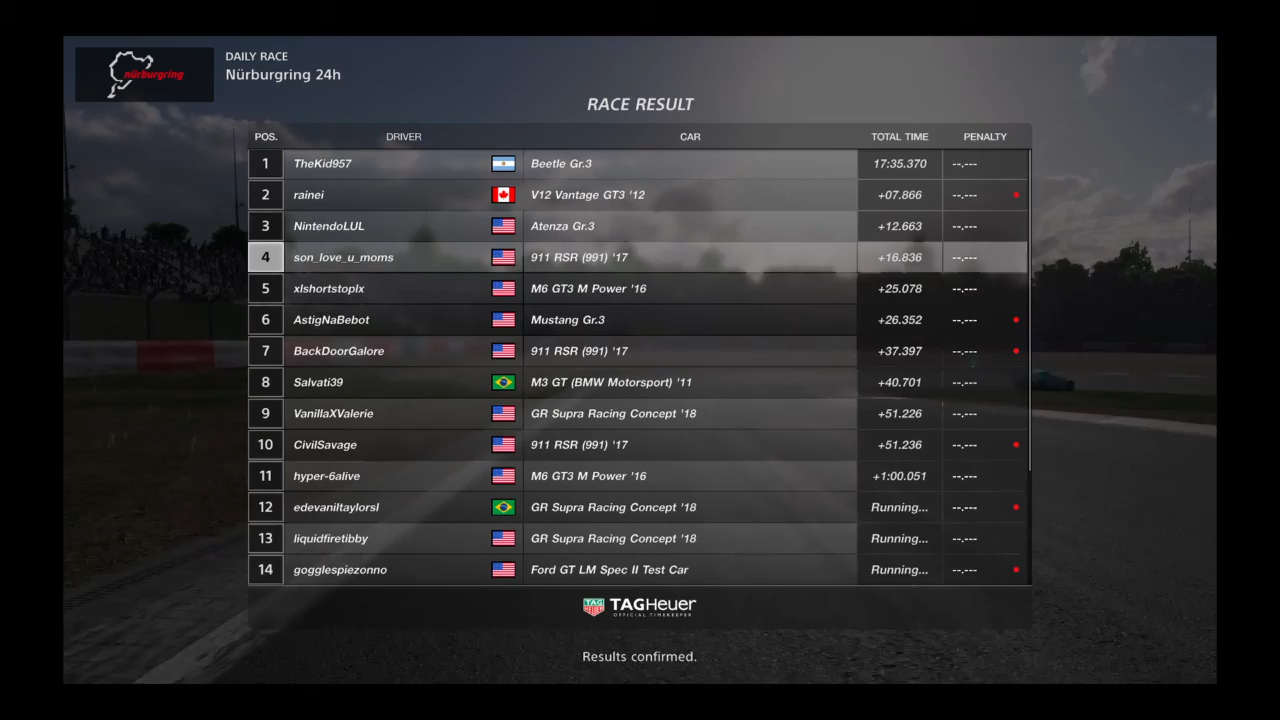 nürburgring
DAILY RACE
Nürburgring 24h
RACE RESULT
POS. DRIVER CAR TOTAL TIME PENALTY
1 TheKid957 Beetle Gr.3 17:35.370 --.---
2 rainei V12 Vantage GT3 '12 +07.866 --.---
3 NintendoLUL Atenza Gr.3 +12.663 --.---
4 son_love_u_moms 911 RSR (991) '17 +16.836 --.---
5 xlshortstoplx M6 GT3 M Power '16 +25.078 --.---
6 AstigNaBebot Mustang Gr.3 +26.352 --.---
7 BackDoorGalore 911 RSR (991) '17 +37.397 --.---
8 Salvati39 M3 GT (BMW Motorsport) '11 +40.701 --.---
9 VanillaXValerie GR Supra Racing Concept '18 +51.226 --.---
10 CivilSavage 911 RSR (991) '17 +51.236 --.---
11 hyper-6alive M6 GT3 M Power '16 +1:00.051 --.---
12 edevaniltaylorsl GR Supra Racing Concept '18 Running... --.---
13 liquidfiretibby GR Supra Racing Concept '18 Running... --.---
14 gogglespiezonno Ford GT LM Spec II Test Car Running... --.---
TAG HEUER TAGHeuer
OFFICIAL TIMEKEEPER
Results confirmed.